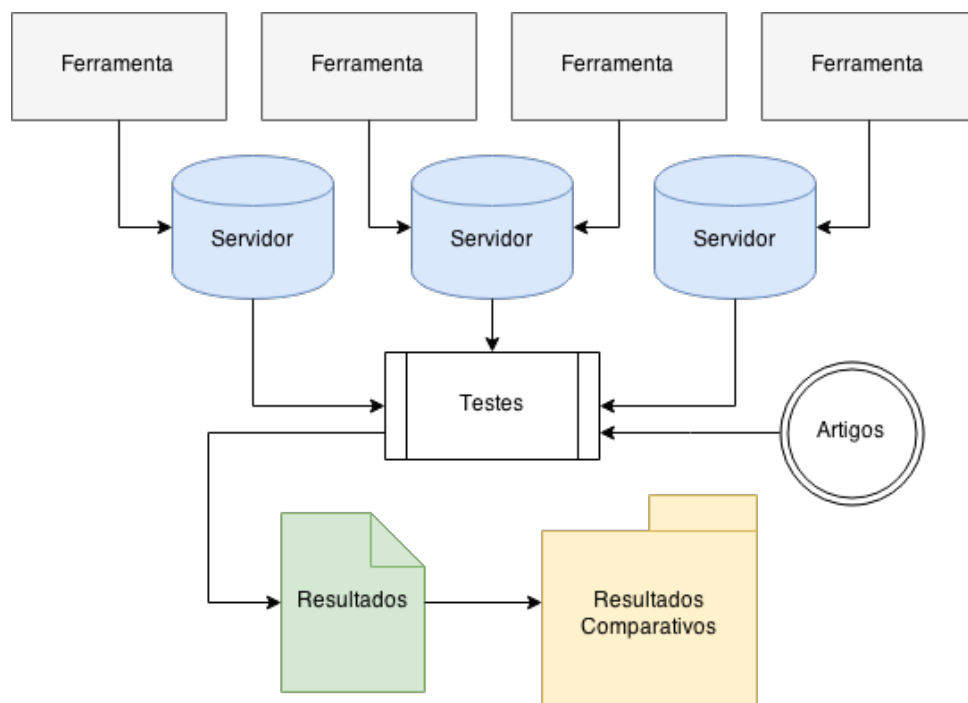 Ferramenta
Ferramenta
Ferramenta
Ferramenta
Servidor
Servidor
Servidor
Testes
Artigos
Resultados
Resultados
Comparativos